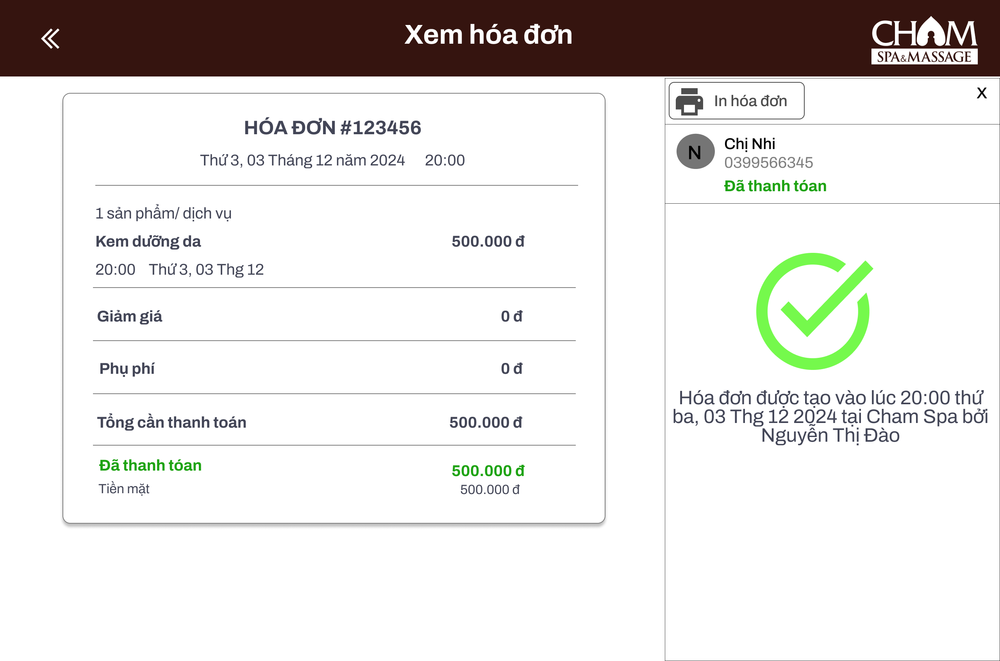 Xem hóa đơn
CHAM
SPA&MASSAGE
HÓA ĐƠN #123456
Thứ 3, 03 Tháng 12 năm 2024 20:00
1 sản phẩm/ dịch vụ
Kem dưỡng da 500.000 đ
20:00 Thứ 3, 03 Thg 12
Giảm giá 0 đ
Phụ phí 0 đ
Tổng cần thanh toán 500.000 đ
Đã thanh tóan 500.000 đ
Tiền mặt 500.000 đ
In hóa đơn X
N
Chị Nhi
0399566345
Đã thanh tóan
Hóa đơn được tạo vào lúc 20:00 thứ
ba, 03 Thg 12 2024 tại Cham Spa bởi
Nguyễn Thị Đào